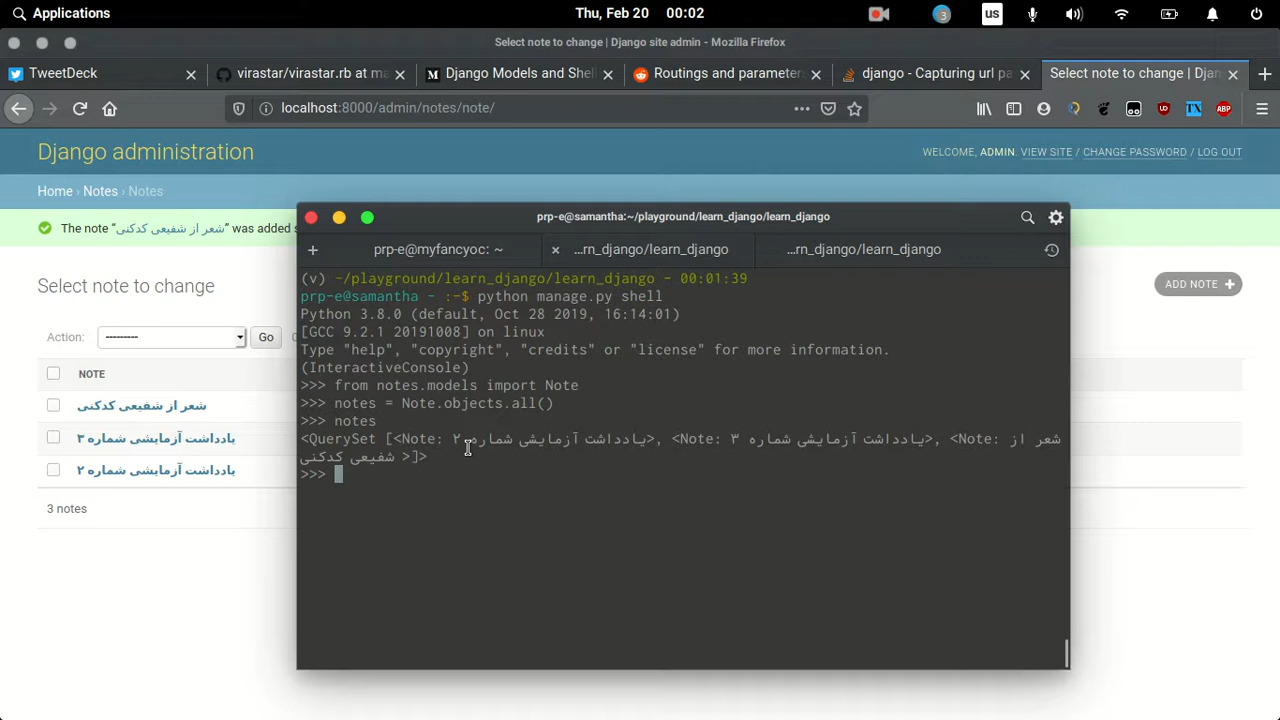 Applications
Thu, Feb 20 00:02
3
us
Select note to change | Django site admin - Mozilla Firefox
TweetDeck
virastar/virastar.rb at ma
Django Models and Shell
Routings and parameters
django - Capturing url pa
Select note to change | Djan
localhost:8000/admin/notes/note/
Django administration
WELCOME, ADMIN. VIEW SITE / CHANGE PASSWORD / LOG OUT
Home › Notes › Notes
The note “شعر از شفیعی کدکنی” was added s
Select note to change
ADD NOTE +
Action: --------- Go
NOTE
شعر از شفیعی کدکنی
یادداشت آزمایشی شماره ۳
یادداشت آزمایشی شماره ۲
3 notes
prp-e@samantha:~/playground/learn_django/learn_django
prp-e@myfancyoc: ~
...rn_django/learn_django
...rn_django/learn_django
(v) ~/playground/learn_django/learn_django - 00:01:39
prp-e@samantha - :~$ python manage.py shell
Python 3.8.0 (default, Oct 28 2019, 16:14:01)
[GCC 9.2.1 20191008] on linux
Type "help", "copyright", "credits" or "license" for more information.
(InteractiveConsole)
>>> from notes.models import Note
>>> notes = Note.objects.all()
>>> notes
<QuerySet [<Note: یادداشت آزمایشی شماره ۲>, <Note: یادداشت آزمایشی شماره ۳>, <Note: شعر از
شفیعی کدکنی>]>
>>>